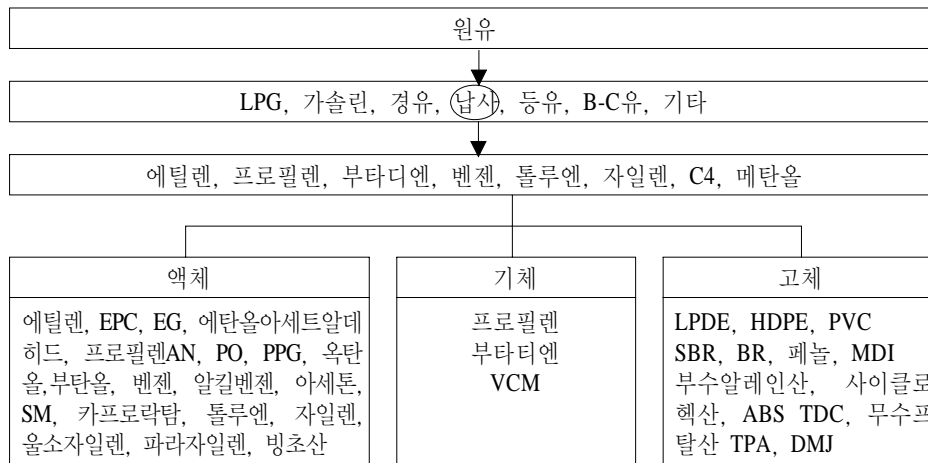 원유
LPG, 가솔린, 경유, 납사, 등유, B-C유, 기타
에틸렌, 프로필렌, 부타디엔, 벤젠, 톨루엔, 자일렌, C4, 메탄올
액체
에틸렌, EPC, EG, 에탄올아세트알데
히드, 프로필렌AN, PO, PPG, 옥탄
올,부탄올, 벤젠, 알킬벤젠, 아세톤,
SM, 카프로락탐, 톨루엔, 자일렌,
울소자일렌, 파라자일렌, 빙초산
기체
프로필렌
부타티엔
VCM
고체
LPDE, HDPE, PVC
SBR, BR, 페놀, MDI
부수알레인산, 사이클로
헥산, ABS TDC, 무수프
탈산 TPA, DMJ